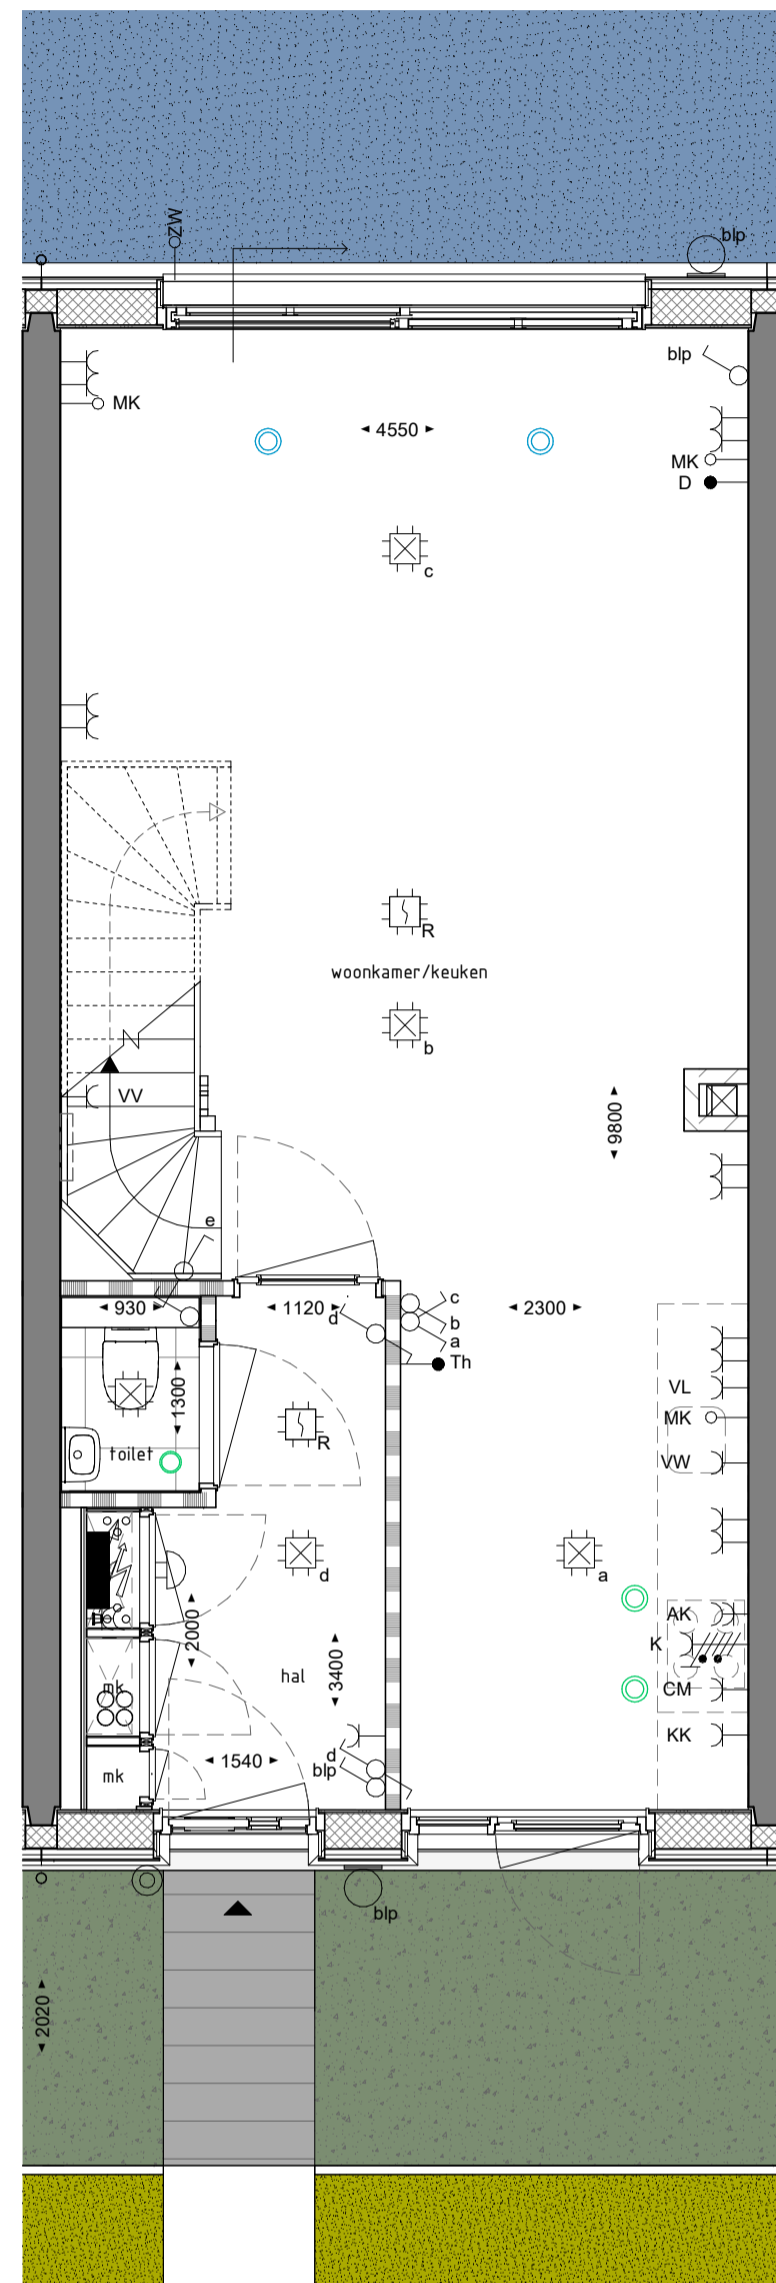 ZW
blp
blp
MK
4550
MK
D
c
R
woonkamer/keuken
b
VV
9800
e
930
1120
d
c
b
a
Th
2300
1300
VL
MK
VW
toilet
R
d
a
2000
AK
K
hal
3400
mk
CM
KK
mk
1540
d
blp
blp
2020